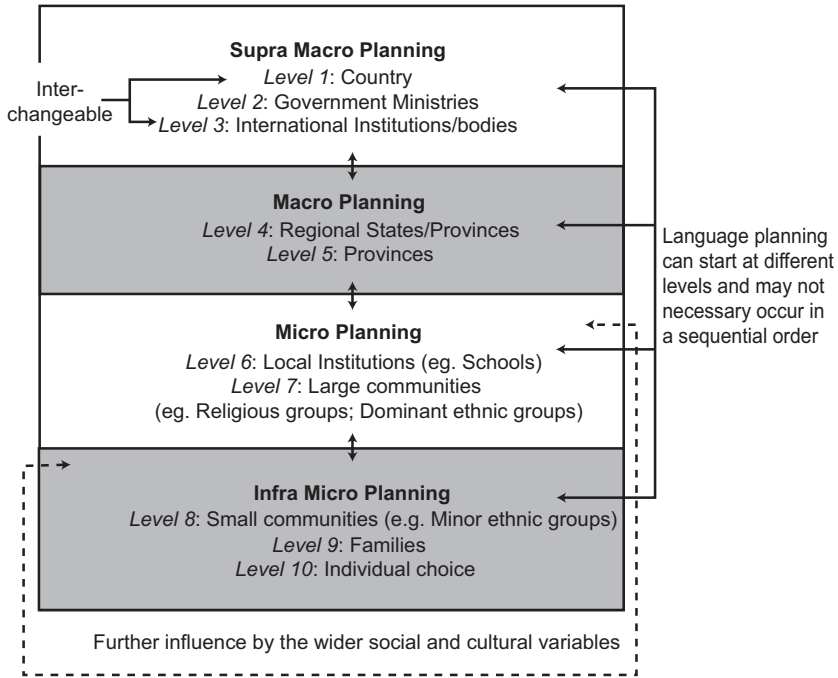 Supra Macro Planning
Level 1: Country
Level 2: Government Ministries
Level 3: International Institutions/bodies
Inter-
changeable
Macro Planning
Level 4: Regional States/Provinces
Level 5: Provinces
Language planning
can start at different
levels and may not
necessary occur in
a sequential order
Micro Planning
Level 6: Local Institutions (eg. Schools)
Level 7: Large communities
(eg. Religious groups; Dominant ethnic groups)
Infra Micro Planning
Level 8: Small communities (e.g. Minor ethnic groups)
Level 9: Families
Level 10: Individual choice
Further influence by the wider social and cultural variables